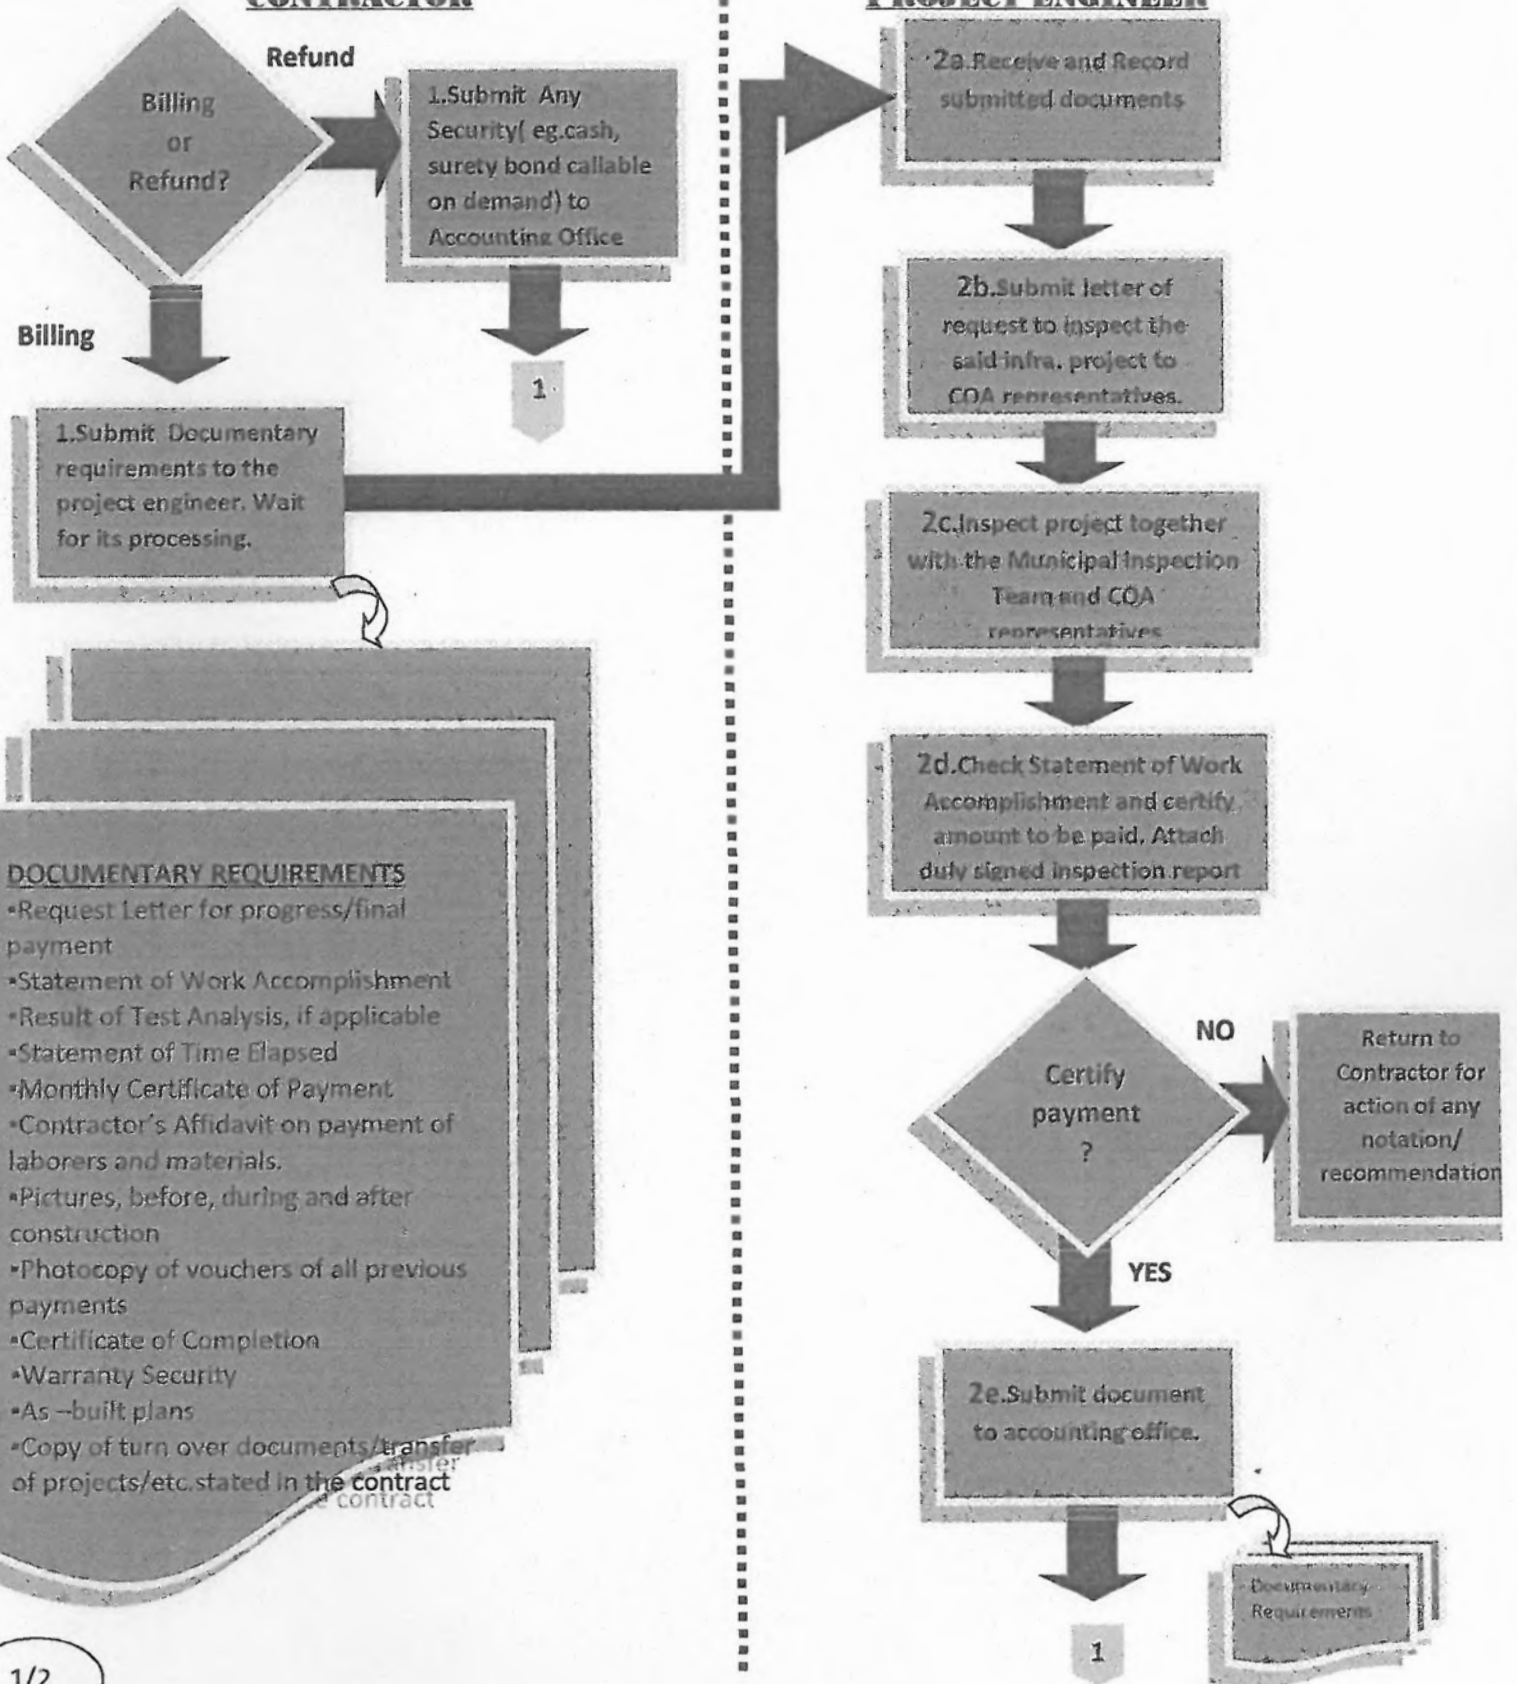 CONTRACTOR
Billing
or
Refund?
Refund
1.Submit Any
Security( eg.cash,
surety bond callable
on demand) to
Accounting Office
1
Billing
1.Submit Documentary
requirements to the
project engineer. Wait
for its processing.
DOCUMENTARY REQUIREMENTS
▪Request Letter for progress/final
payment
▪Statement of Work Accomplishment
▪Result of Test Analysis, if applicable
▪Statement of Time Elapsed
▪Monthly Certificate of Payment
▪Contractor's Affidavit on payment of
laborers and materials.
▪Pictures, before, during and after
construction
▪Photocopy of vouchers of all previous
payments
▪Certificate of Completion
▪Warranty Security
▪As –built plans
▪Copy of turn over documents/transfer
of projects/etc.stated in the contract
1/2
PROJECT ENGINEER
2a.Receive and Record
submitted documents
2b.Submit letter of
request to inspect the
said infra. project to
COA representatives.
2c.Inspect project together
with the Municipal Inspection
Team and COA
representatives
2d.Check Statement of Work
Accomplishment and certify
amount to be paid. Attach
duly signed inspection report
Certify
payment
?
NO
Return to
Contractor for
action of any
notation/
recommendation
YES
2e.Submit document
to accounting office.
Documentary
Requirements
1